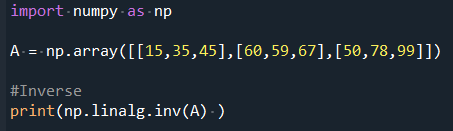 import numpy as np
A = np.array([[15,35,45],[60,59,67],[50,78,99]])
#Inverse
print(np.linalg.inv(A) )